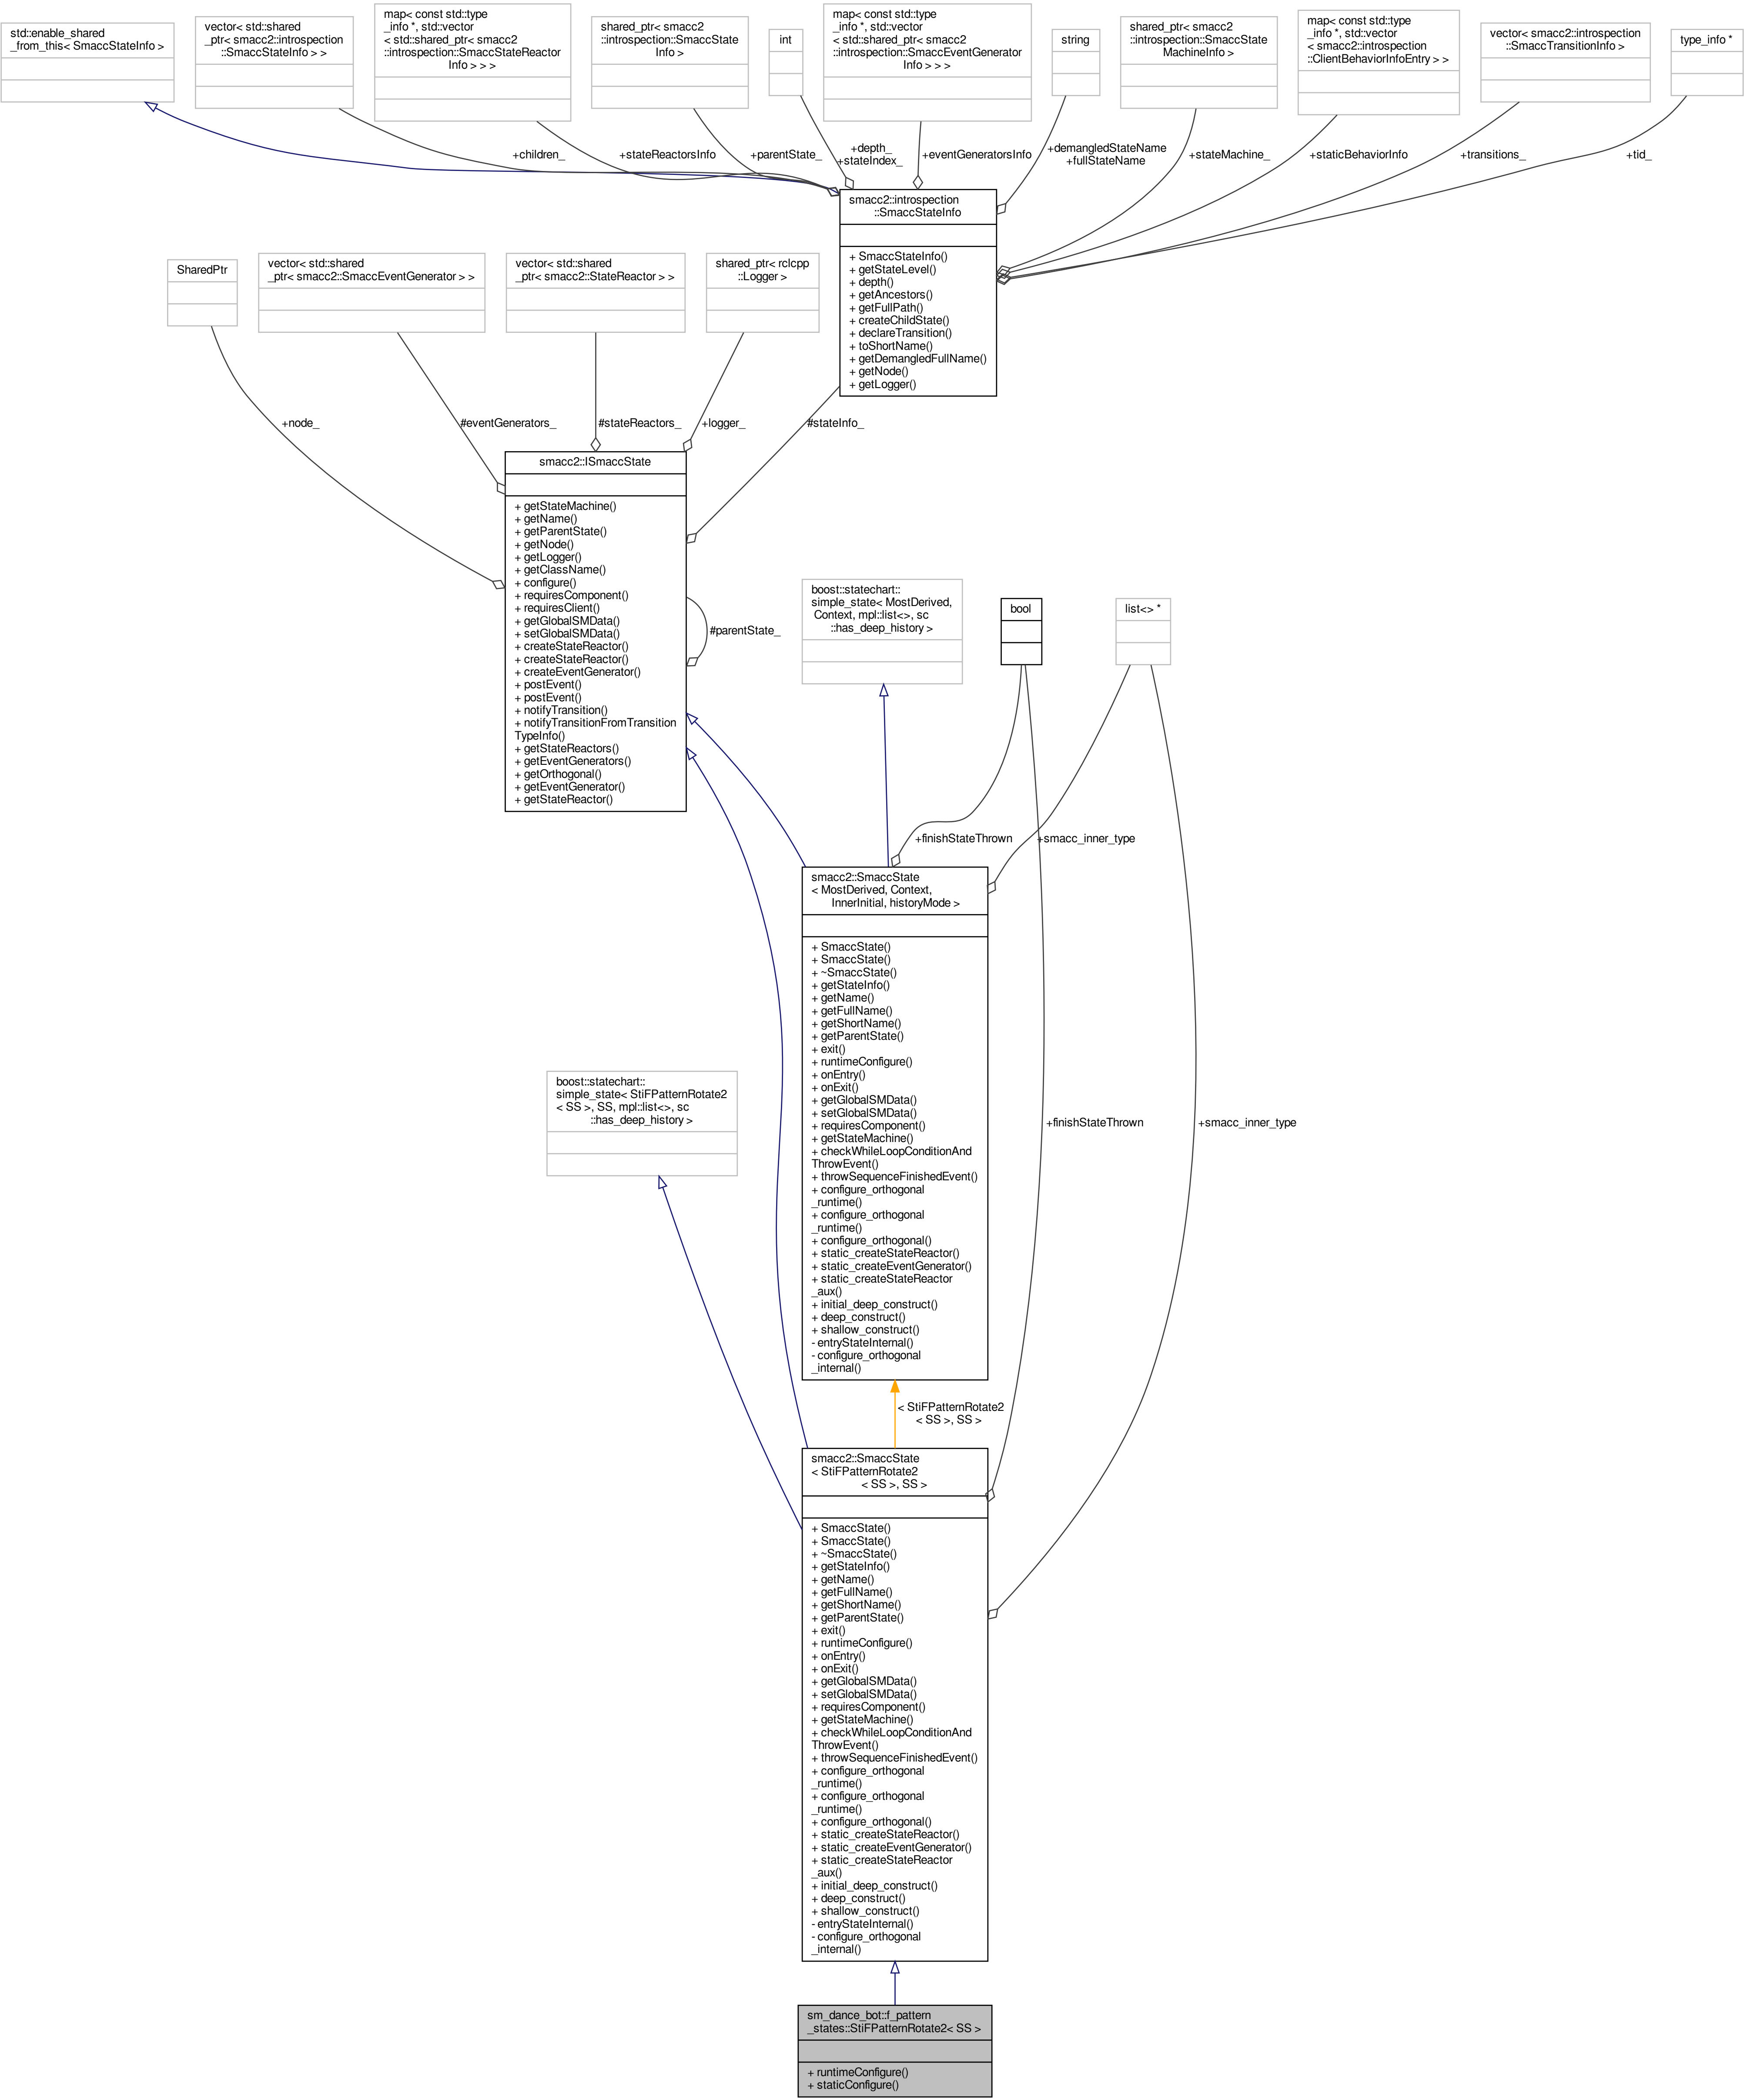 std::enable_shared
_from_this< SmaccStateInfo >
vector< std::shared
_ptr< smacc2::introspection
::SmaccStateInfo > >
map< const std::type
_info *, std::vector
< std::shared_ptr< smacc2
::introspection::SmaccStateReactor
Info > > >
shared_ptr< smacc2
::introspection::SmaccState
Info >
int
map< const std::type
_info *, std::vector
< std::shared_ptr< smacc2
::introspection::SmaccEventGenerator
Info > > >
string
shared_ptr< smacc2
::introspection::SmaccState
MachineInfo >
map< const std::type
_info *, std::vector
< smacc2::introspection
::ClientBehaviorInfoEntry > >
vector< smacc2::introspection
::SmaccTransitionInfo >
type_info *
+children_
+stateReactorsInfo
+parentState_
+depth_
+stateIndex_
+eventGeneratorsInfo
+demangledStateName
+fullStateName
+stateMachine_
+staticBehaviorInfo
+transitions_
+tid_
smacc2::introspection
::SmaccStateInfo
+ SmaccStateInfo()
+ getStateLevel()
+ depth()
+ getAncestors()
+ getFullPath()
+ createChildState()
+ declareTransition()
+ toShortName()
+ getDemangledFullName()
+ getNode()
+ getLogger()
SharedPtr
vector< std::shared
_ptr< smacc2::SmaccEventGenerator > >
vector< std::shared
_ptr< smacc2::StateReactor > >
shared_ptr< rclcpp
::Logger >
+node_
#eventGenerators_
#stateReactors_
+logger_
#stateInfo_
smacc2::ISmaccState
+ getStateMachine()
+ getName()
+ getParentState()
+ getNode()
+ getLogger()
+ getClassName()
+ configure()
+ requiresComponent()
+ requiresClient()
+ getGlobalSMData()
+ setGlobalSMData()
+ createStateReactor()
+ createStateReactor()
+ createEventGenerator()
+ postEvent()
+ postEvent()
+ notifyTransition()
+ notifyTransitionFromTransition
TypeInfo()
+ getStateReactors()
+ getEventGenerators()
+ getOrthogonal()
+ getEventGenerator()
+ getStateReactor()
#parentState_
boost::statechart::
simple_state< MostDerived,
Context, mpl::list<>, sc
::has_deep_history >
bool
list<> *
+finishStateThrown
+smacc_inner_type
smacc2::SmaccState
< MostDerived, Context,
InnerInitial, historyMode >
+ SmaccState()
+ SmaccState()
+ ~SmaccState()
+ getStateInfo()
+ getName()
+ getFullName()
+ getShortName()
+ getParentState()
+ exit()
+ runtimeConfigure()
+ onEntry()
+ onExit()
+ getGlobalSMData()
+ setGlobalSMData()
+ requiresComponent()
+ getStateMachine()
+ checkWhileLoopConditionAnd
ThrowEvent()
+ throwSequenceFinishedEvent()
+ configure_orthogonal
_runtime()
+ configure_orthogonal
_runtime()
+ configure_orthogonal()
+ static_createStateReactor()
+ static_createEventGenerator()
+ static_createStateReactor
_aux()
+ initial_deep_construct()
+ deep_construct()
+ shallow_construct()
- entryStateInternal()
- configure_orthogonal
_internal()
boost::statechart::
simple_state< StiFPatternRotate2
< SS >, SS, mpl::list<>, sc
::has_deep_history >
+finishStateThrown
+smacc_inner_type
< StiFPatternRotate2
< SS >, SS >
smacc2::SmaccState
< StiFPatternRotate2
< SS >, SS >
+ SmaccState()
+ SmaccState()
+ ~SmaccState()
+ getStateInfo()
+ getName()
+ getFullName()
+ getShortName()
+ getParentState()
+ exit()
+ runtimeConfigure()
+ onEntry()
+ onExit()
+ getGlobalSMData()
+ setGlobalSMData()
+ requiresComponent()
+ getStateMachine()
+ checkWhileLoopConditionAnd
ThrowEvent()
+ throwSequenceFinishedEvent()
+ configure_orthogonal
_runtime()
+ configure_orthogonal
_runtime()
+ configure_orthogonal()
+ static_createStateReactor()
+ static_createEventGenerator()
+ static_createStateReactor
_aux()
+ initial_deep_construct()
+ deep_construct()
+ shallow_construct()
- entryStateInternal()
- configure_orthogonal
_internal()
sm_dance_bot::f_pattern
_states::StiFPatternRotate2< SS >
+ runtimeConfigure()
+ staticConfigure()